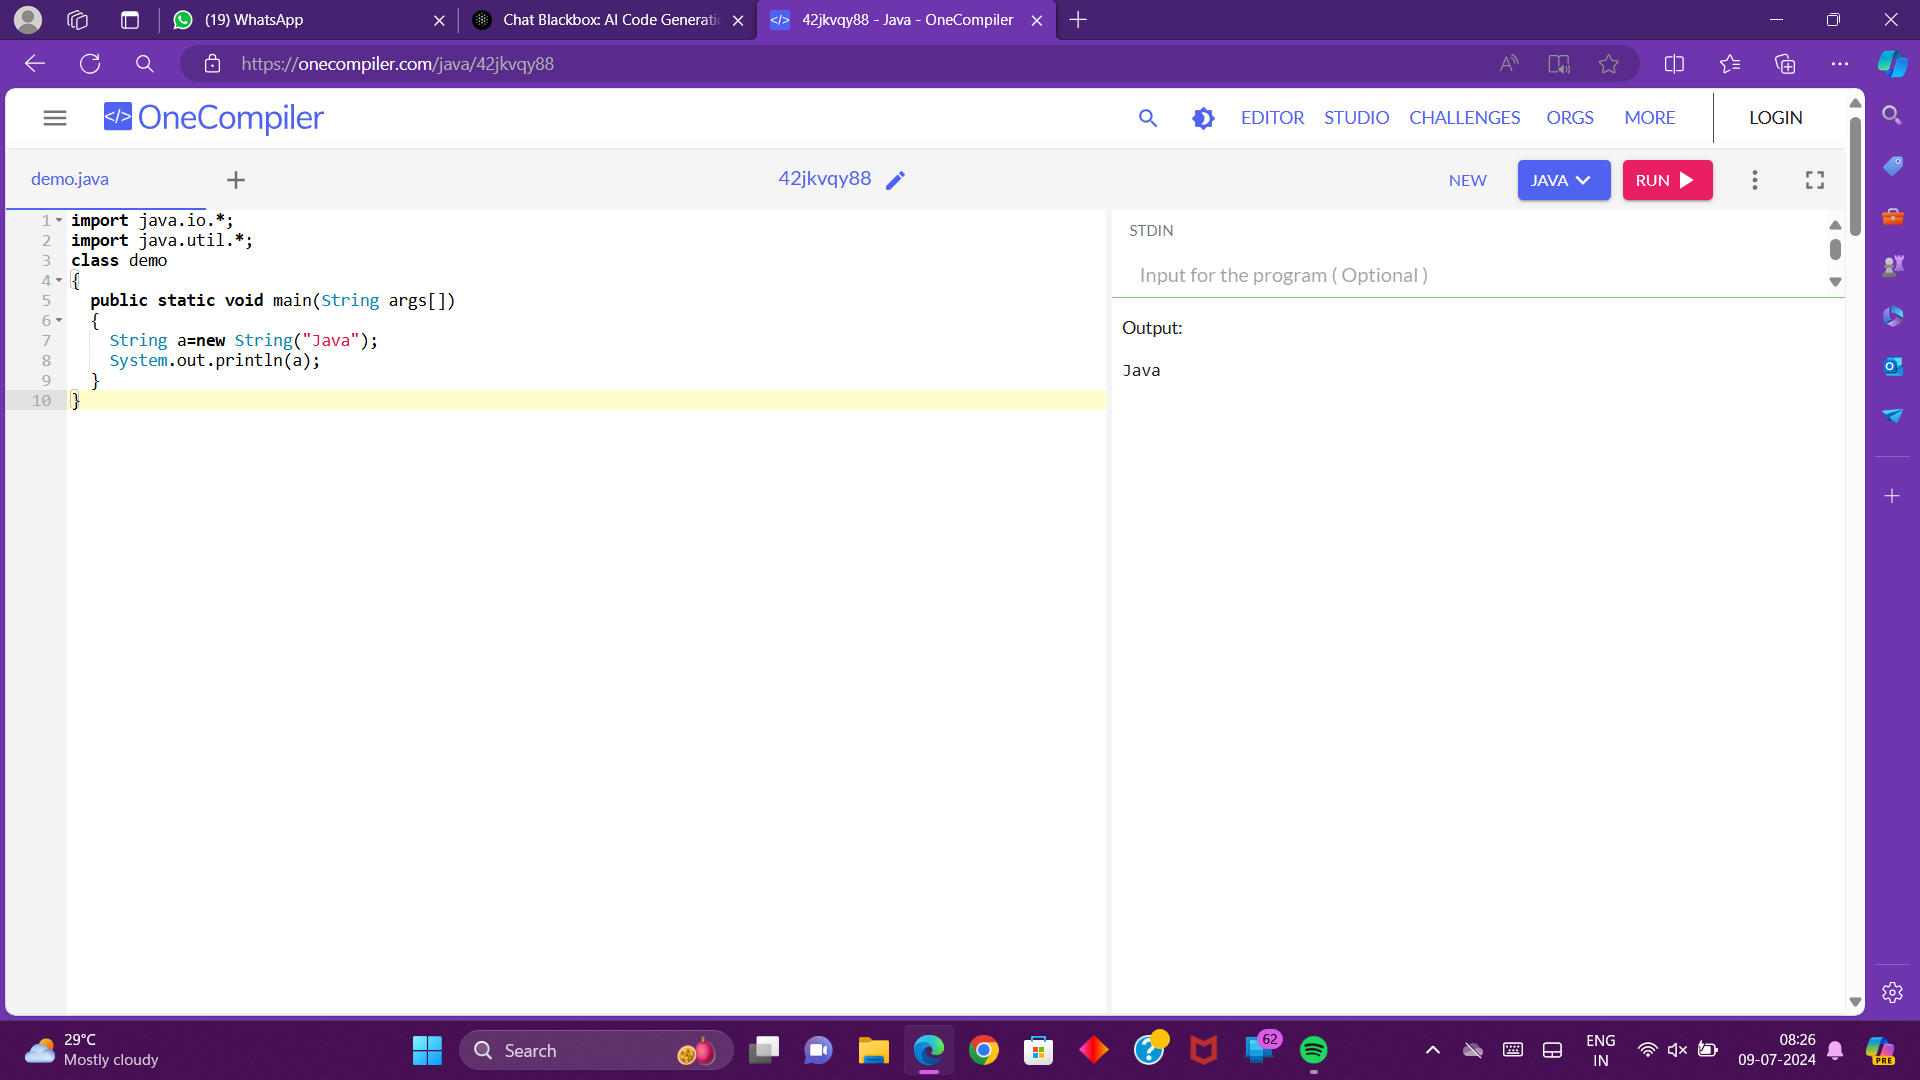 (19) WhatsApp
Chat Blackbox: AI Code Generatio
42jkvqy88 - Java - OneCompiler
https://onecompiler.com/java/42jkvqy88
</> OneCompiler
EDITOR STUDIO CHALLENGES ORGS MORE LOGIN
demo.java
42jkvqy88
NEW JAVA RUN
1 import java.io.*;
2 import java.util.*;
3 class demo
4 {
5 public static void main(String args[])
6 {
7 String a=new String("Java");
8 System.out.println(a);
9 }
10 }
STDIN
Input for the program ( Optional )
Output:
Java
29°C
Mostly cloudy
Search
62
ENG
IN
08:26
09-07-2024
PRE